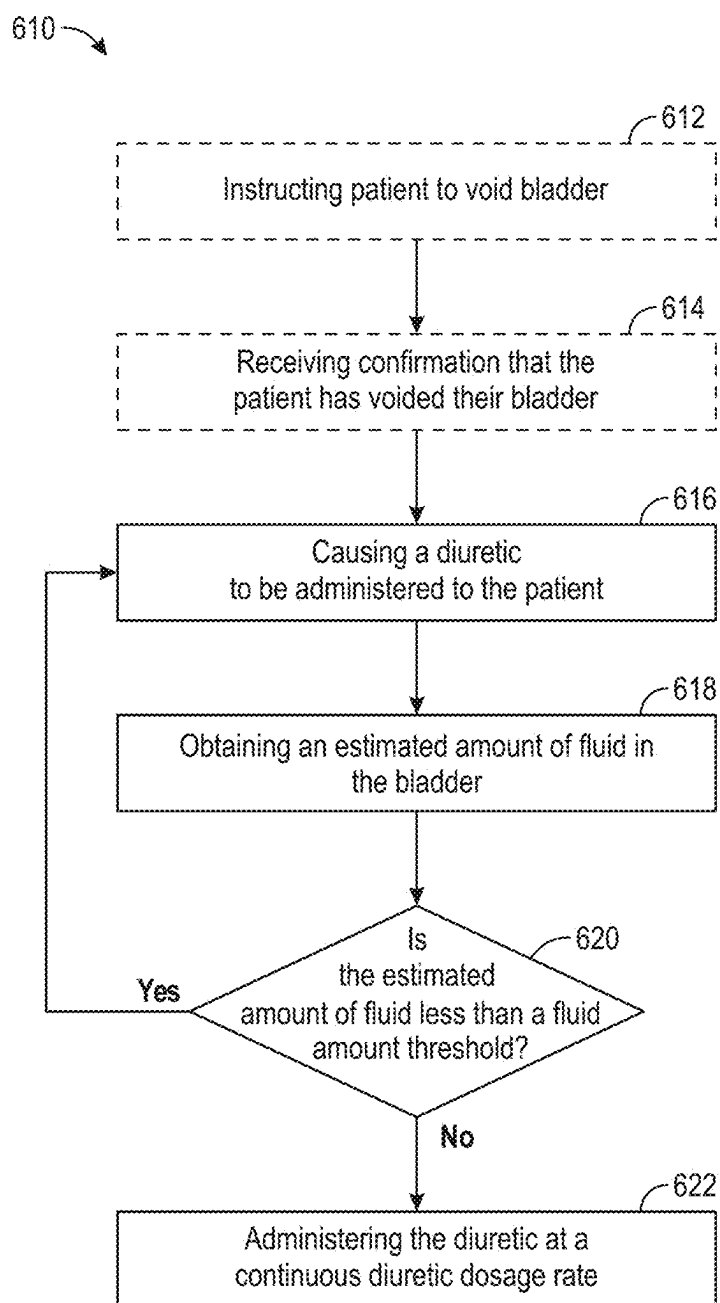 610
612
Instructing patient to void bladder
614
Receiving confirmation that the
patient has voided their bladder
616
Causing a diuretic
to be administered to the patient
618
Obtaining an estimated amount of fluid in
the bladder
620
Is
the estimated
amount of fluid less than a fluid
amount threshold?
Yes
No
622
Administering the diuretic at a
continuous diuretic dosage rate